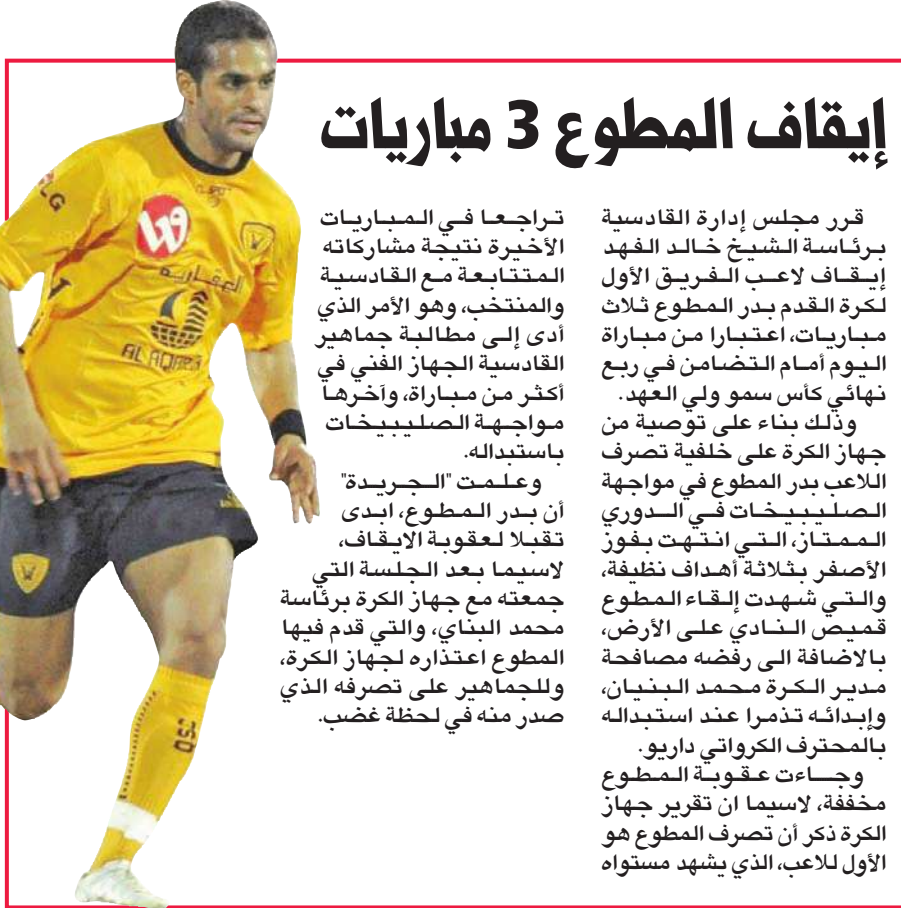 إيقاف المطوع 3 مباريات
قرر مجلس إدارة القادسية
برئاسة الشيخ خالد الفهد
إيقاف لاعب الفريق الأول
لكرة القدم بدر المطوع ثلاث
مباريات، اعتبارا من مباراة
اليوم أمام التضامن في ربع
نهائي كأس سمو ولي العهد.
وذلك بناء على توصية من
جهاز الكرة على خلفية تصرف
اللاعب بدر المطوع في مواجهة
الصليبيخات في الدوري
الممتاز، التي انتهت بفوز
الأصفر بثلاثة أهداف نظيفة،
والتي شهدت إلقاء المطوع
قميص النادي على الأرض،
بالاضافة الى رفضه مصافحة
مدير الكرة محمد البنيان،
وإبدائه تذمرا عند استبداله
بالمحترف الكرواتي داريو.
وجاءت عقوبة المطوع
مخففة، لاسيما ان تقرير جهاز
الكرة ذكر أن تصرف المطوع هو
الأول للاعب، الذي يشهد مستواه
تراجعا في المباريات
الأخيرة نتيجة مشاركاته
المتتابعة مع القادسية
والمنتخب، وهو الأمر الذي
أدى إلى مطالبة جماهير
القادسية الجهاز الفني في
أكثر من مباراة، وآخرها
مواجهة الصليبيخات
باستبداله.
وعلمت "الجريدة"
أن بدر المطوع، ابدى
تقبلا لعقوبة الايقاف،
لاسيما بعد الجلسة التي
جمعته مع جهاز الكرة برئاسة
محمد البناي، والتي قدم فيها
المطوع اعتذاره لجهاز الكرة،
وللجماهير على تصرفه الذي
صدر منه في لحظة غضب.
العقارية
QSC